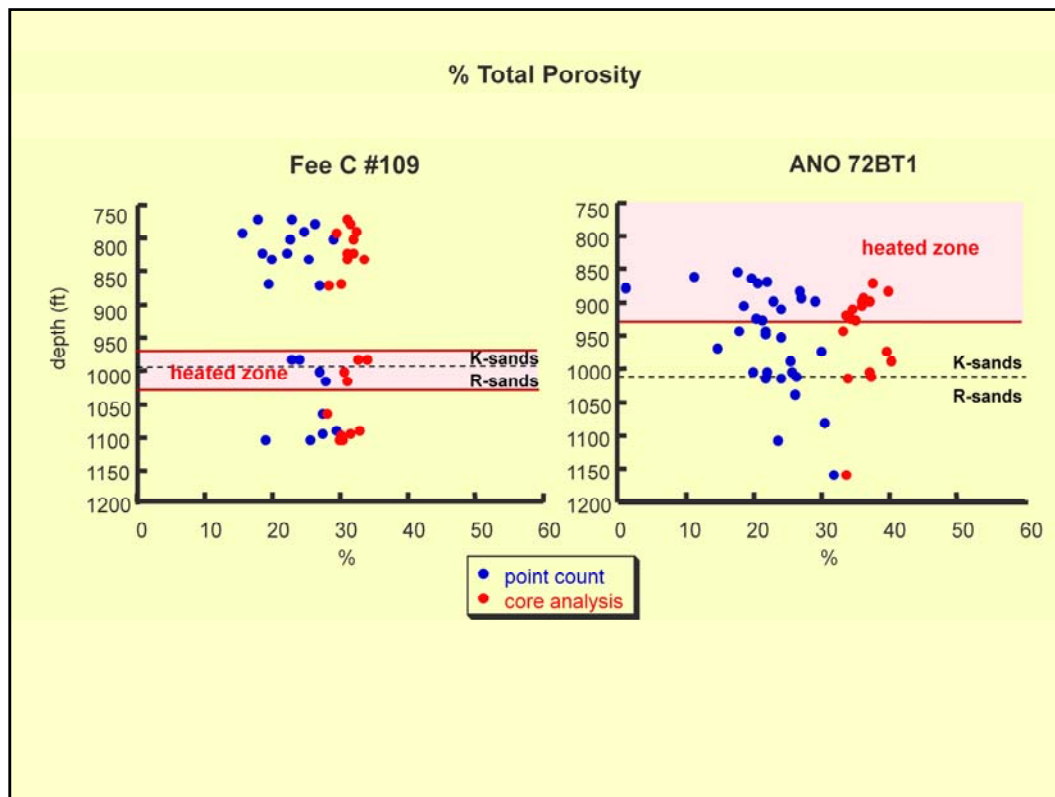 % Total Porosity
Fee C #109
depth (ft)
750
800
850
900
950
1000
1050
1100
1150
1200
K-sands
heated zone
R-sands
0 10 20 30 40 50 60
%
ANO 72BT1
750
800
850
900
950
1000
1050
1100
1150
1200
heated zone
K-sands
R-sands
0 10 20 30 40 50 60
%
point count
core analysis